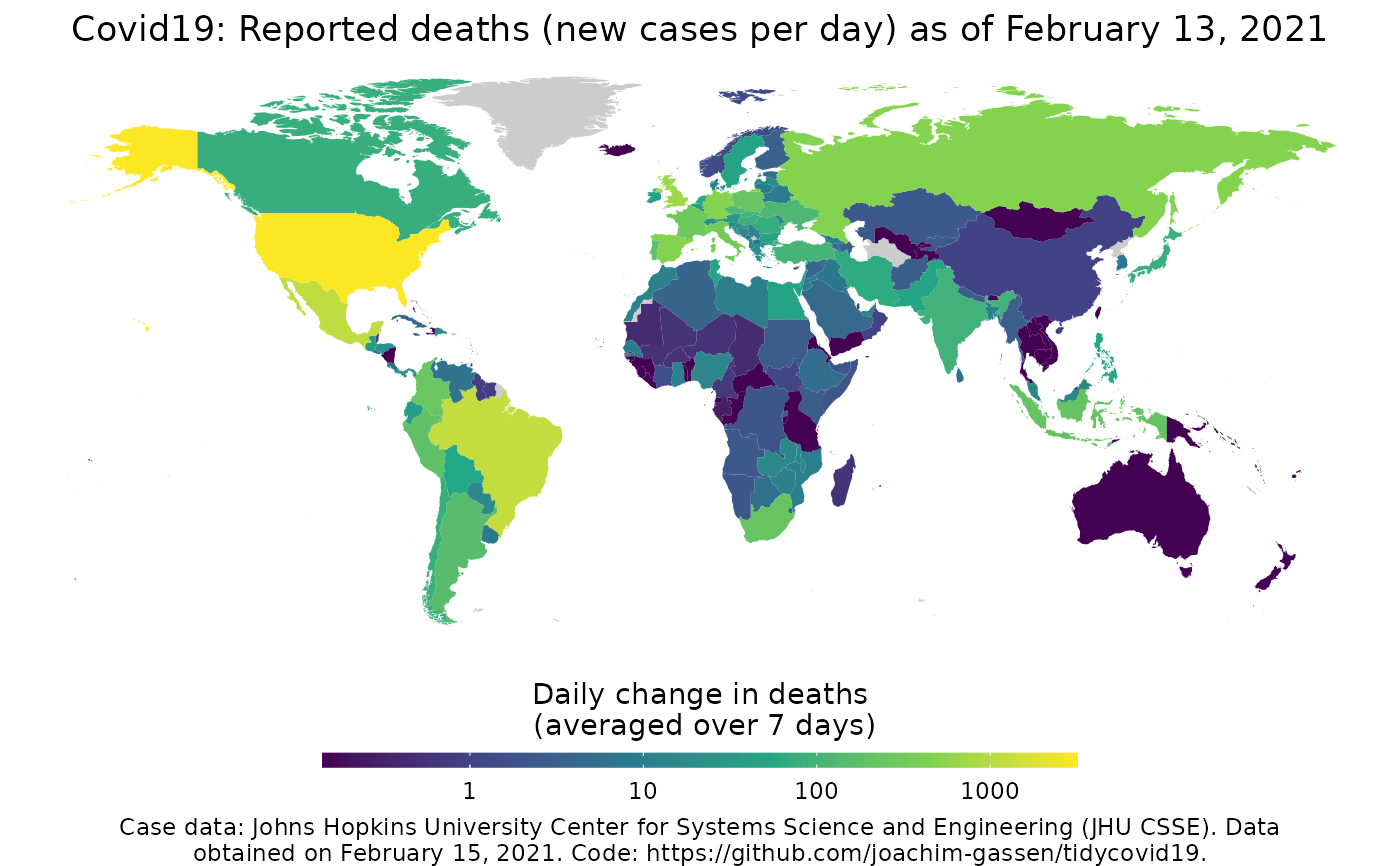 Covid19: Reported deaths (new cases per day) as of February 13, 2021
Daily change in deaths
(averaged over 7 days)
1 10 100 1000
Case data: Johns Hopkins University Center for Systems Science and Engineering (JHU CSSE). Data
obtained on February 15, 2021. Code: https://github.com/joachim-gassen/tidycovid19.